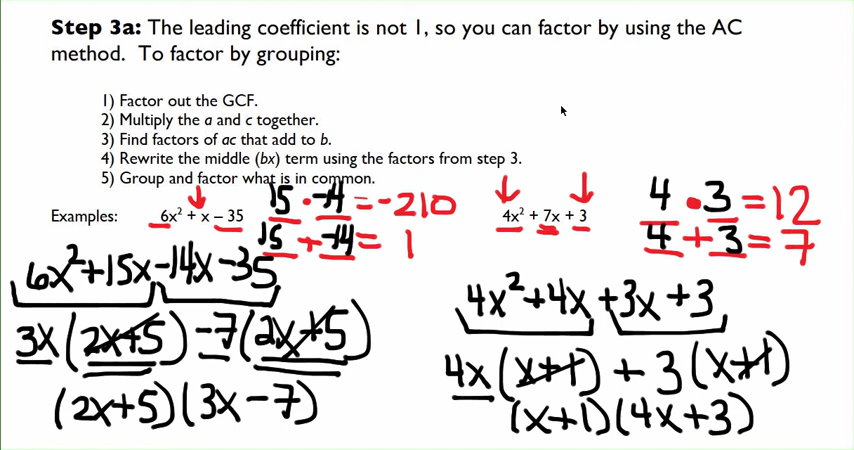 Step 3a: The leading coefficient is not 1, so you can factor by using the AC
method. To factor by grouping:
1) Factor out the GCF.
2) Multiply the a and c together.
3) Find factors of ac that add to b.
4) Rewrite the middle (bx) term using the factors from step 3.
5) Group and factor what is in common.
Examples: 6x² + x – 35
15 · -14 = -210
15 + -14 = 1
6x²+15x-14x-35
3x(2x+5)-7(2x+5)
(2x+5)(3x-7)
4x² + 7x + 3
4 · 3 = 12
4 + 3 = 7
4x²+4x+3x+3
4x(x+1)+3(x+1)
(x+1)(4x+3)